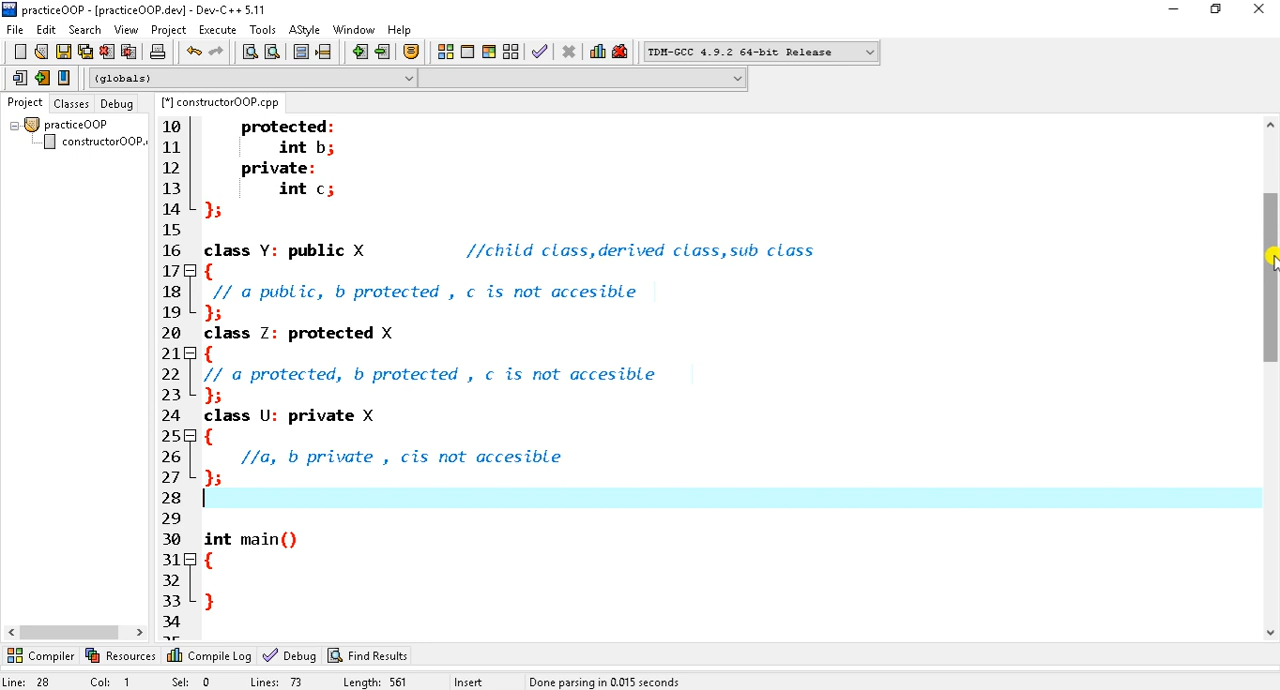 practiceOOP - [practiceOOP.dev] - Dev-C++ 5.11
File Edit Search View Project Execute Tools AStyle Window Help
TDM-GCC 4.9.2 64-bit Release
(globals)
Project Classes Debug
[*] constructorOOP.cpp
practiceOOP
constructorOOP.
10 protected:
11 int b;
12 private:
13 int c;
14 };
15
16 class Y: public X //child class,derived class,sub class
17 {
18 // a public, b protected , c is not accesible
19 };
20 class Z: protected X
21 {
22 // a protected, b protected , c is not accesible
23 };
24 class U: private X
25 {
26 //a, b private , cis not accesible
27 };
28
29
30 int main()
31 {
32
33 }
34
Compiler Resources Compile Log Debug Find Results
Line: 28 Col: 1 Sel: 0 Lines: 73 Length: 561 Insert Done parsing in 0.015 seconds